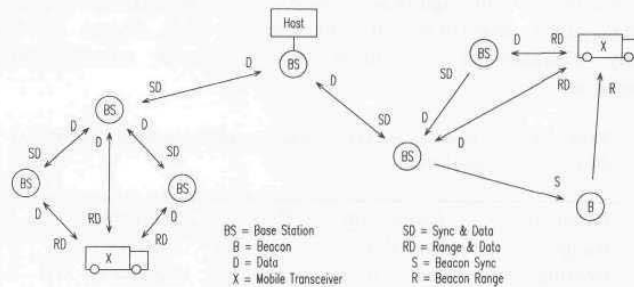 Host
BS
D
SD
D
BS
D
D
D
SD
SD
BS
BS
D
D
RD
RD
RD
X
BS
D
RD
X
SD
RD
R
D
D
SD
BS
S
B
BS = Base Station
B = Beacon
D = Data
X = Mobile Transceiver
SD = Sync & Data
RD = Range & Data
S = Beacon Sync
R = Beacon Range